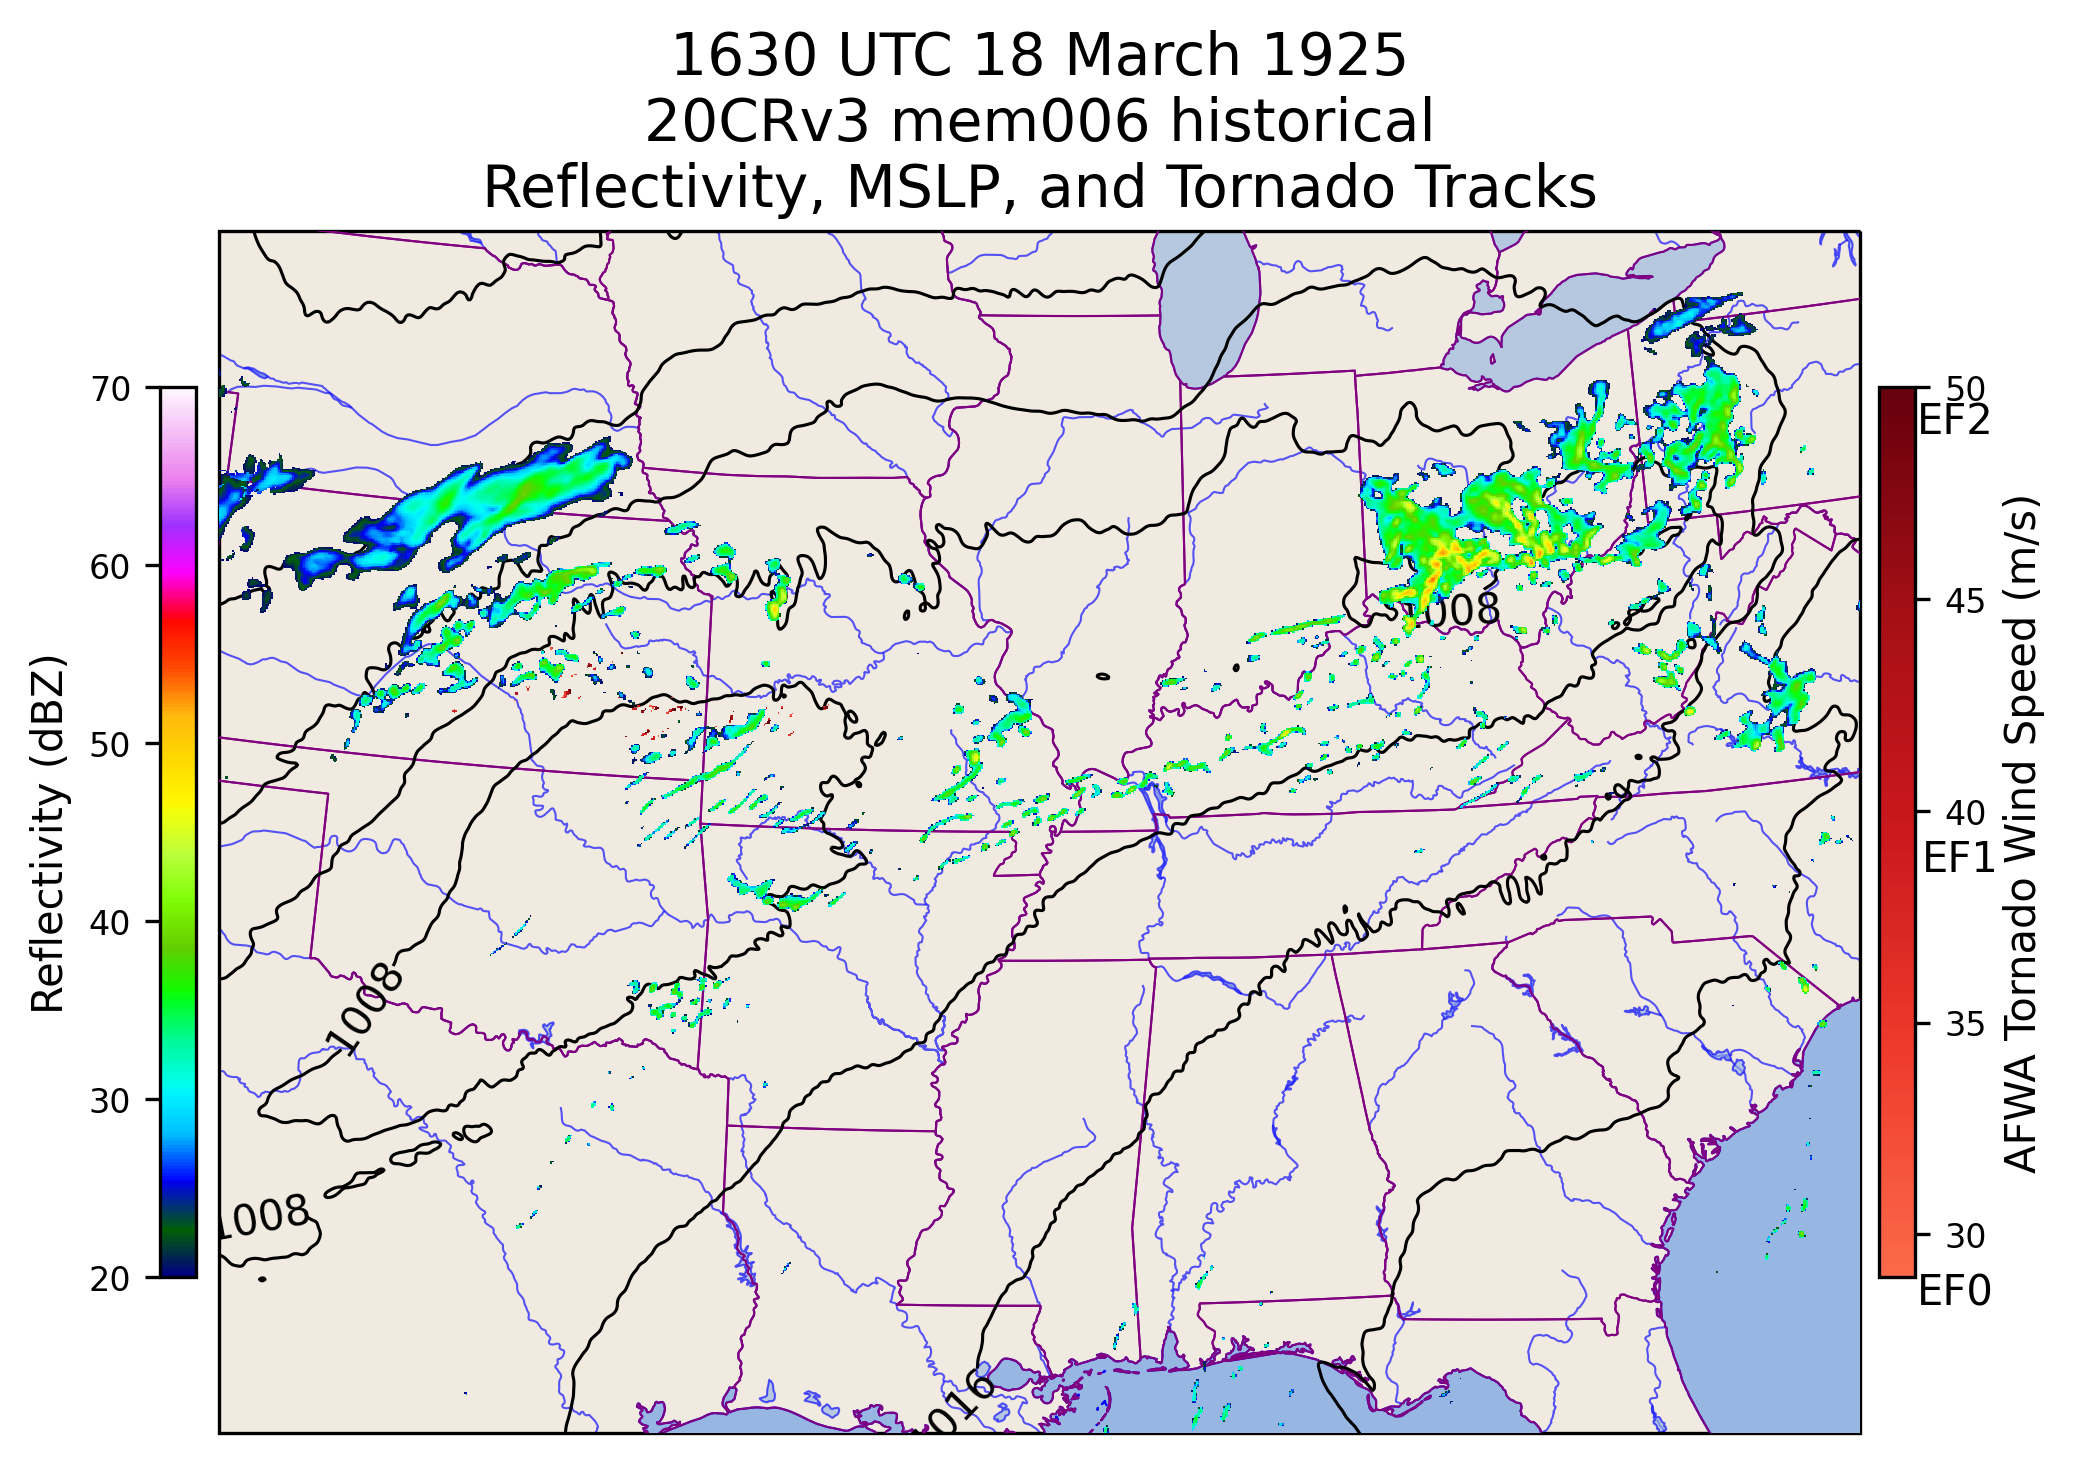 1630 UTC 18 March 1925
20CRv3 mem006 historical
Reflectivity, MSLP, and Tornado Tracks
Reflectivity (dBZ)
70
60
50
40
30
20
1008
1008
1008
016
50
EF2
45
40
EF1
35
30
EF0
AFWA Tornado Wind Speed (m/s)